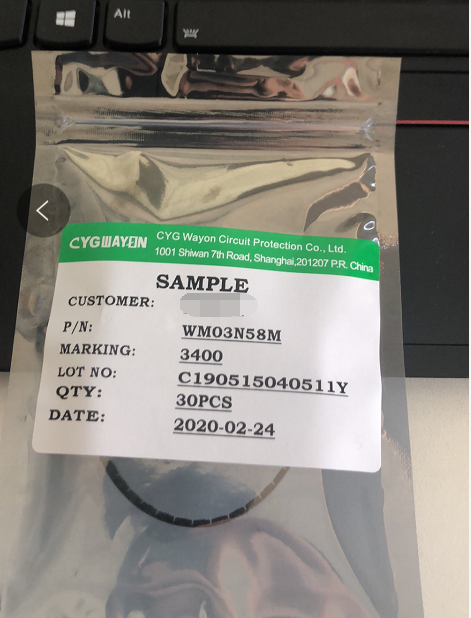 Alt
CYGWAYON CYG Wayon Circuit Protection Co., Ltd.
1001 Shiwan 7th Road, Shanghai,201207 P.R. China
SAMPLE
CUSTOMER:
P/N: WM03N58M
MARKING: 3400
LOT NO: C190515040511Y
QTY: 30PCS
DATE: 2020-02-24